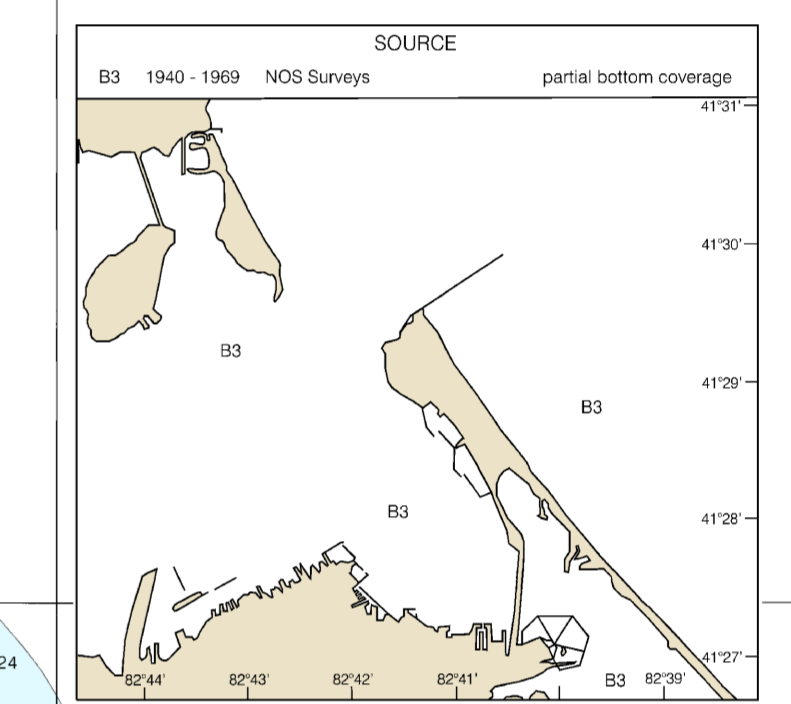 SOURCE
B3 1940 - 1969 NOS Surveys partial bottom coverage
41°31'
41°30'
B3
41°29'
B3
B3
41°28'
24
41°27'
82°44' 82°43' 82°42' 82°41' B3 82°39'